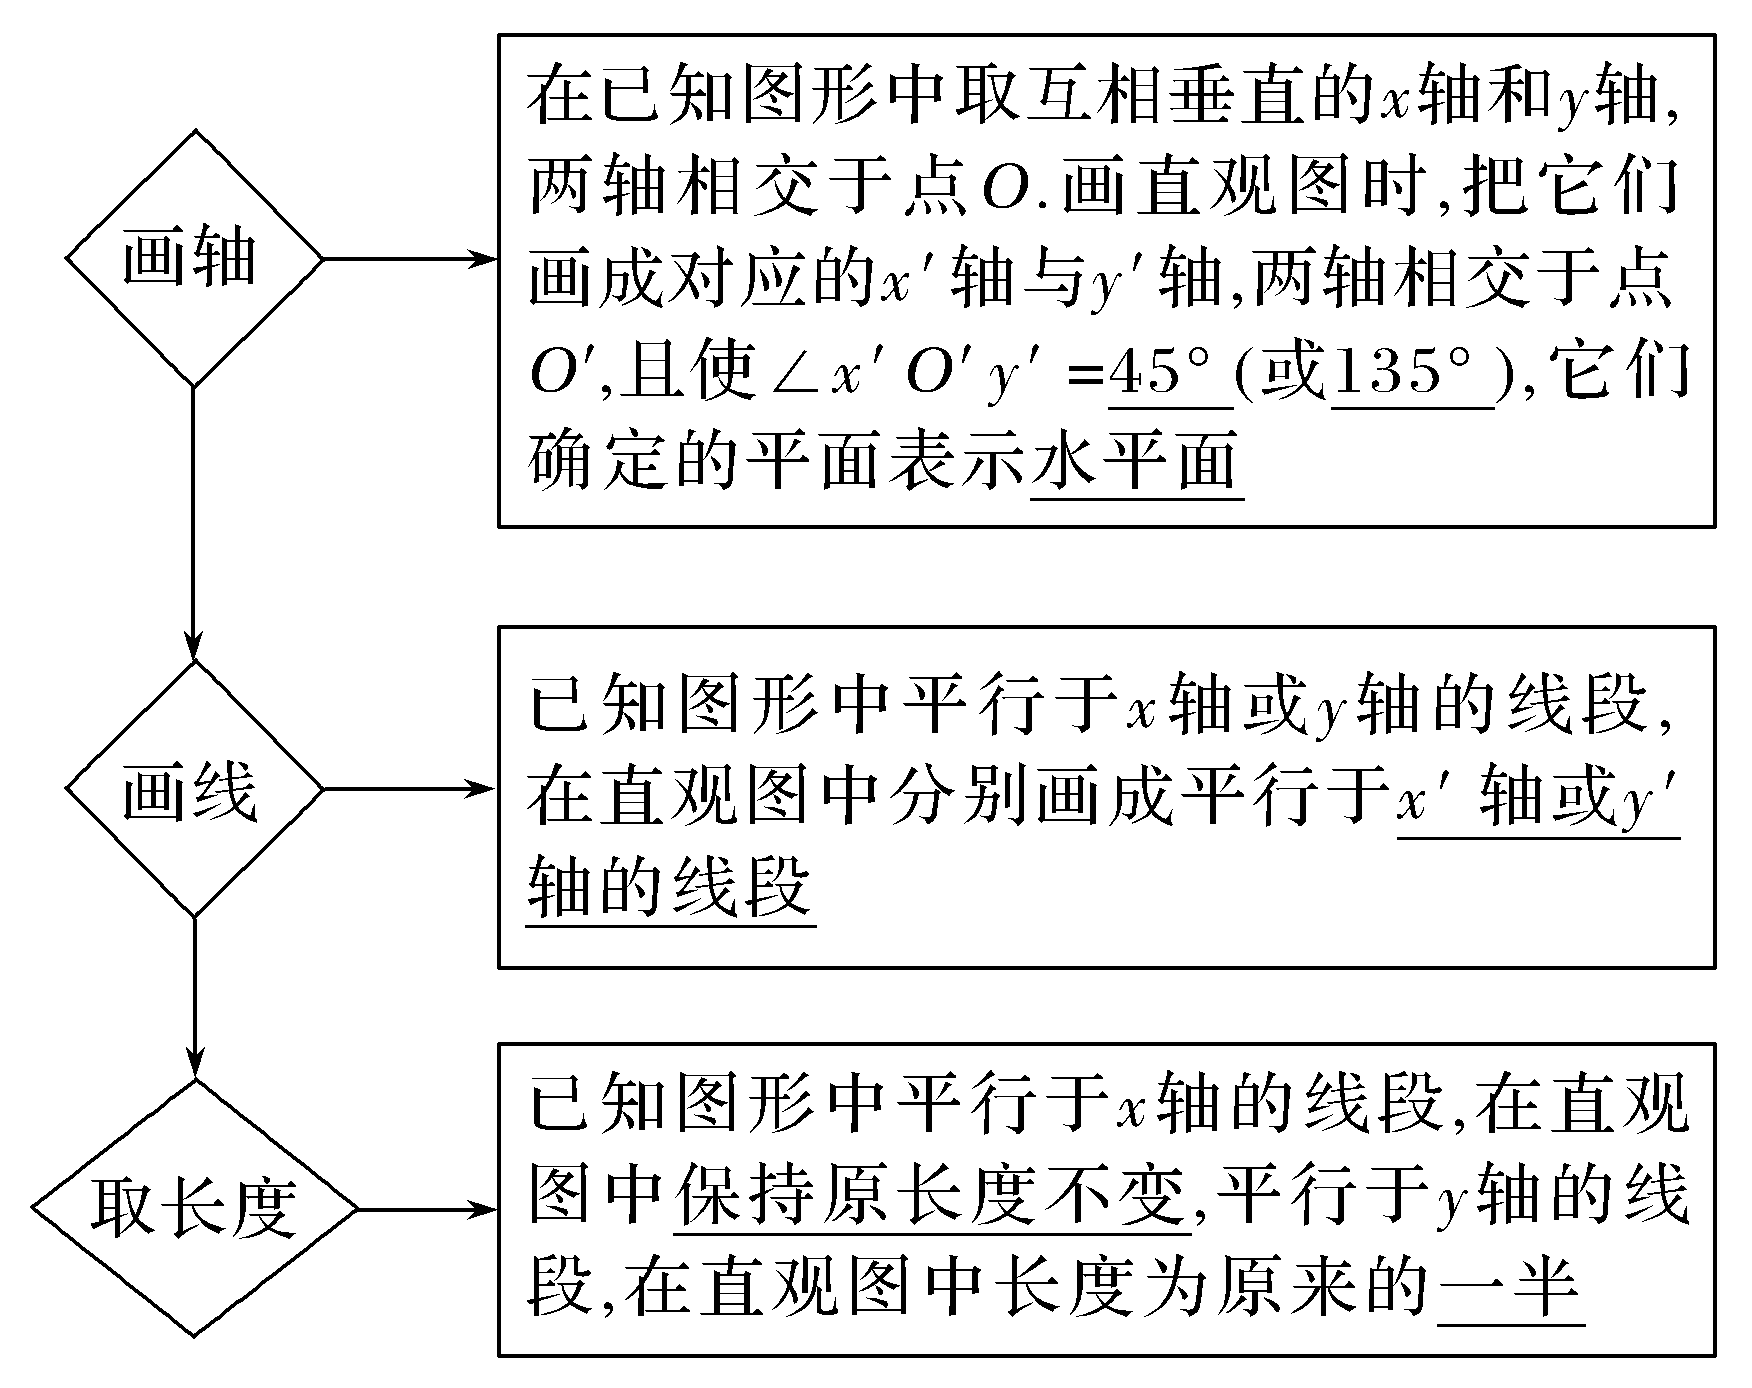 画轴
在已知图形中取互相垂直的x轴和y轴,
两轴相交于点O.画直观图时,把它们
画成对应的x′轴与y′轴,两轴相交于点
O′,且使∠x′O′y′=45°(或135°),它们
确定的平面表示水平面
画线
已知图形中平行于x轴或y轴的线段,
在直观图中分别画成平行于x′轴或y′
轴的线段
取长度
已知图形中平行于x轴的线段,在直观
图中保持原长度不变,平行于y轴的线
段,在直观图中长度为原来的一半